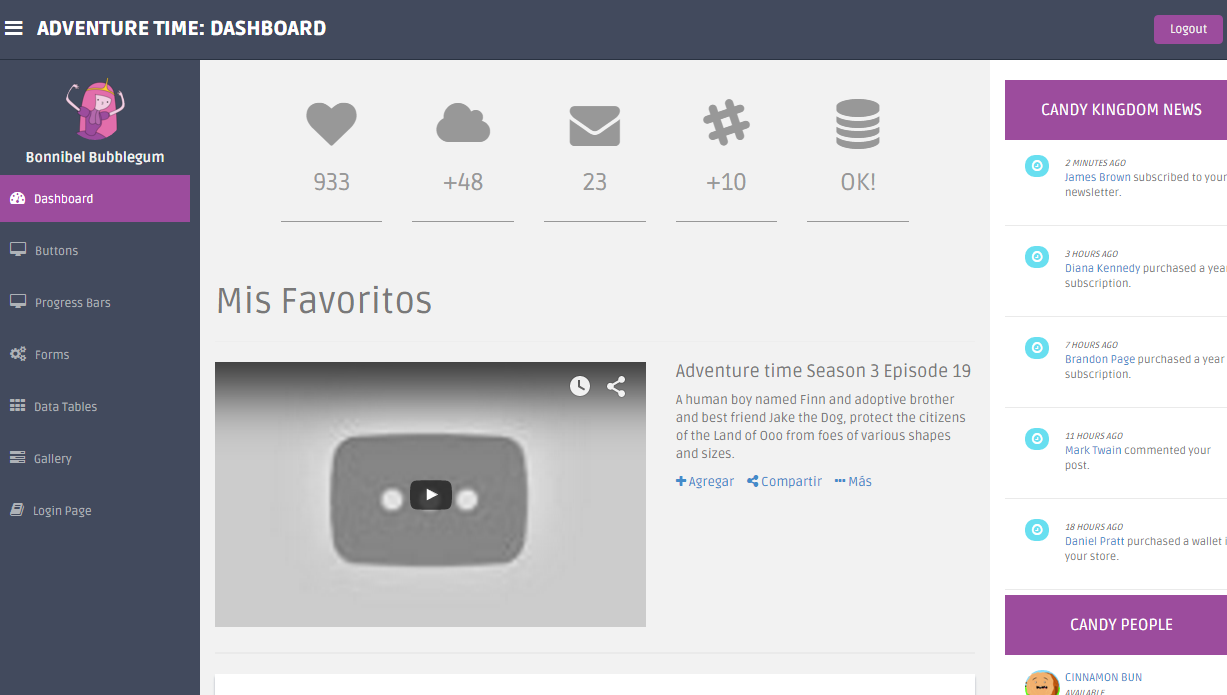 ADVENTURE TIME: DASHBOARD
Logout
Bonnibel Bubblegum
Dashboard
Buttons
Progress Bars
Forms
Data Tables
Gallery
Login Page
933
+48
23
+10
OK!
Mis Favoritos
Adventure time Season 3 Episode 19
A human boy named Finn and adoptive brother
and best friend Jake the Dog, protect the citizens
of the Land of Ooo from foes of various shapes
and sizes.
Agregar Compartir Más
CANDY KINGDOM NEWS
2 MINUTES AGO
James Brown subscribed to your
newsletter.
3 HOURS AGO
Diana Kennedy purchased a year
subscription.
7 HOURS AGO
Brandon Page purchased a year
subscription.
11 HOURS AGO
Mark Twain commented your
post.
18 HOURS AGO
Daniel Pratt purchased a wallet i
your store.
CANDY PEOPLE
CINNAMON BUN
AVAILABLE